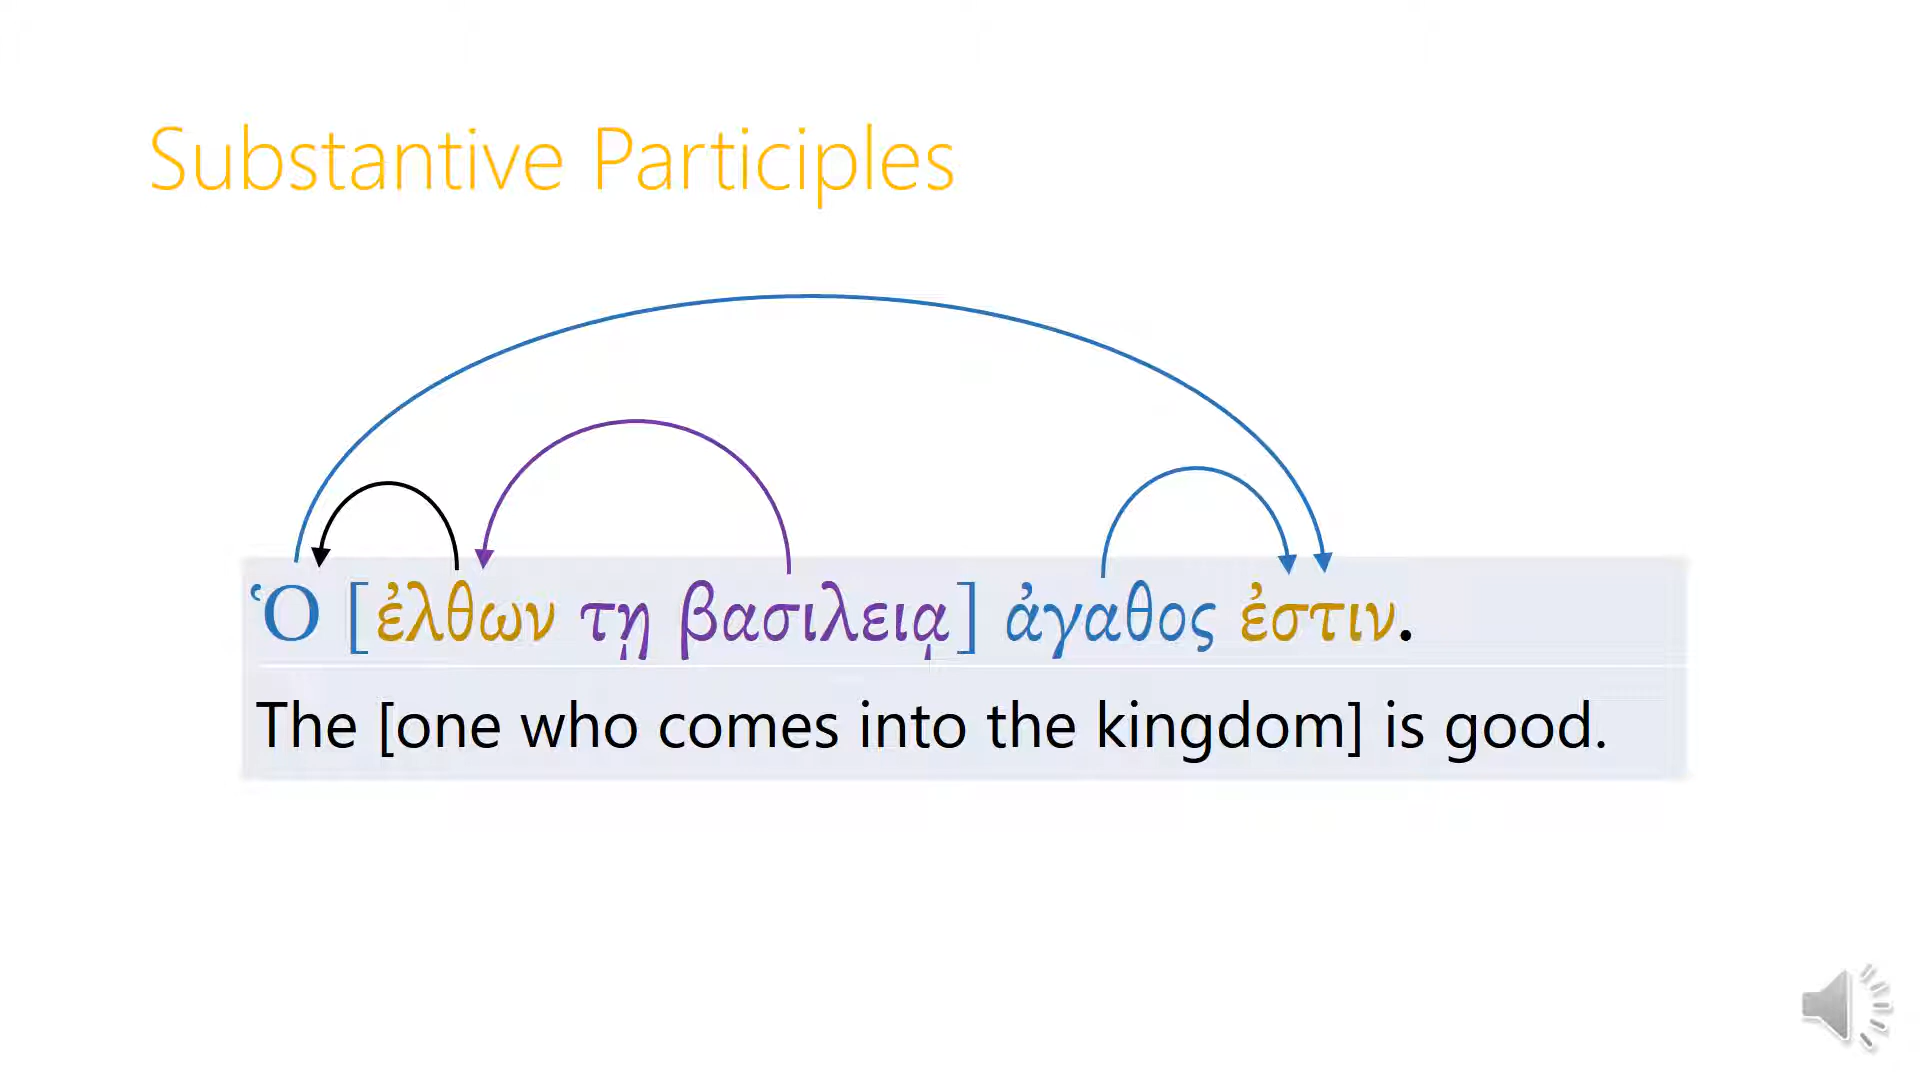 Substantive Participles
Ὁ [ἐλθων τῃ βασιλειᾳ] ἀγαθος ἐστιν.
The [one who comes into the kingdom] is good.